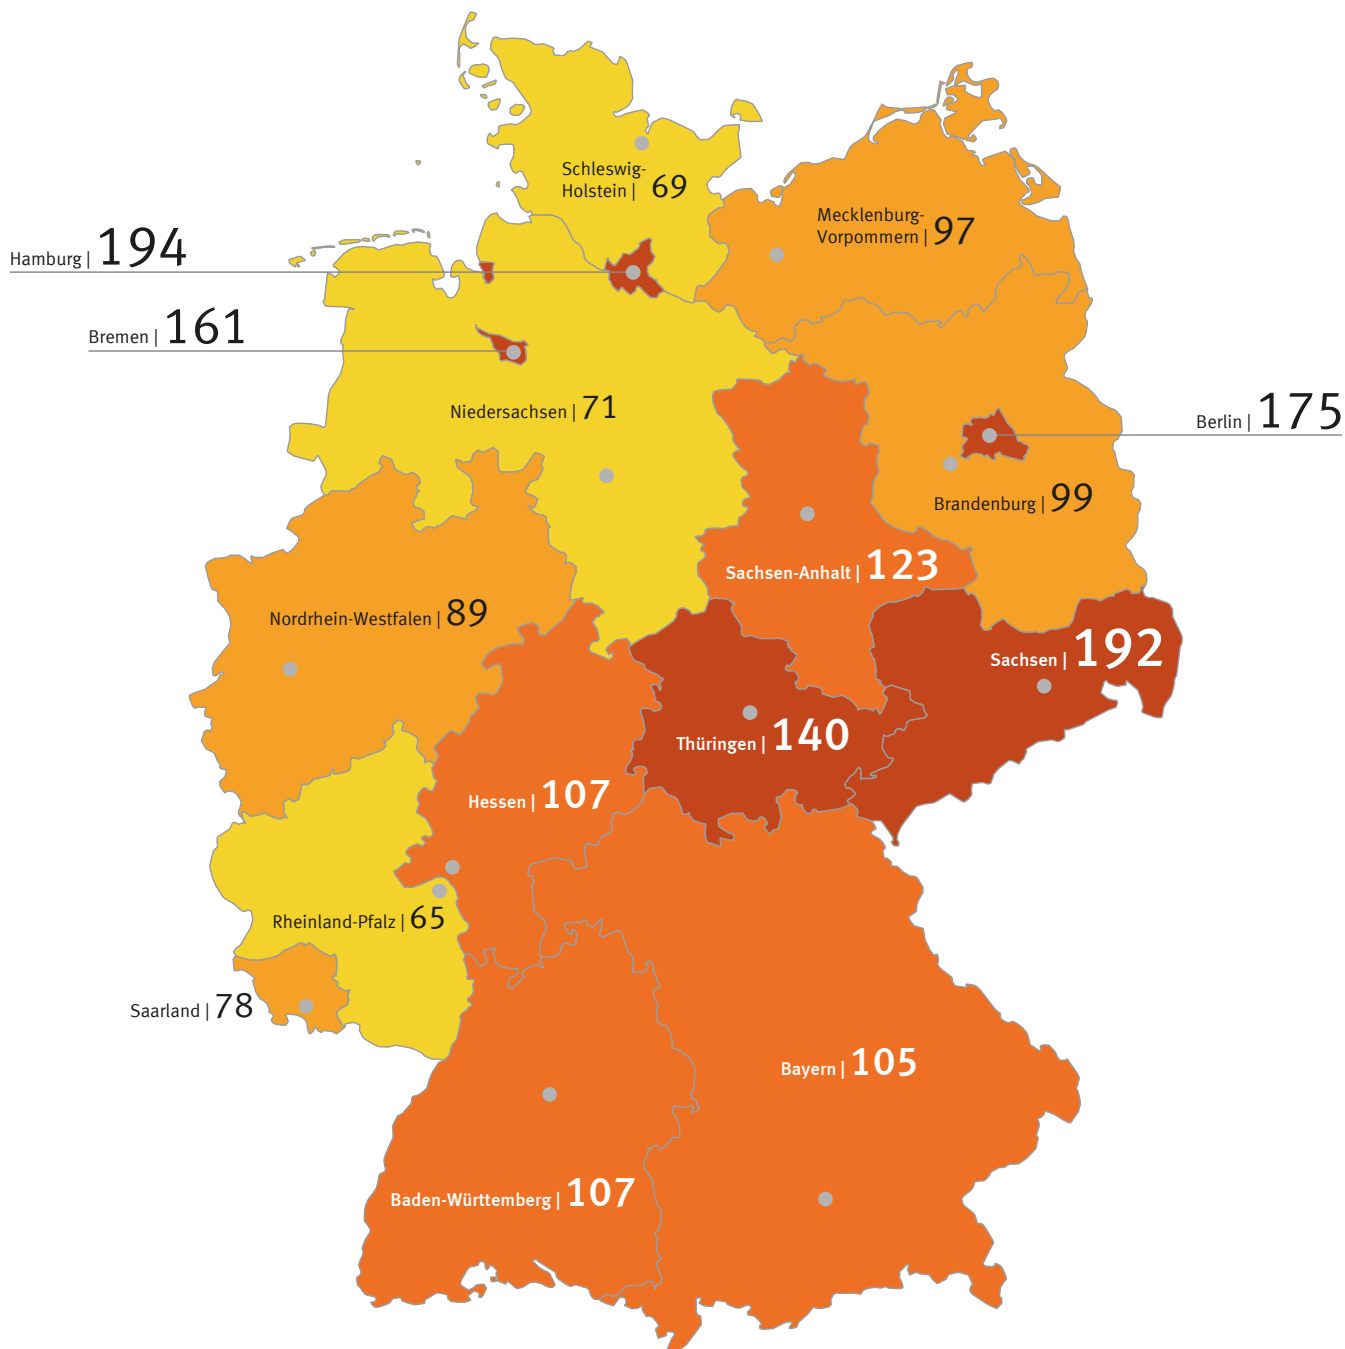 Schleswig-
Holstein | 69
Mecklenburg-
Vorpommern | 97
Hamburg | 194
Bremen | 161
Niedersachsen | 71
Berlin | 175
Brandenburg | 99
Sachsen-Anhalt | 123
Nordrhein-Westfalen | 89
Sachsen | 192
Thüringen | 140
Hessen | 107
Rheinland-Pfalz | 65
Saarland | 78
Bayern | 105
Baden-Württemberg | 107